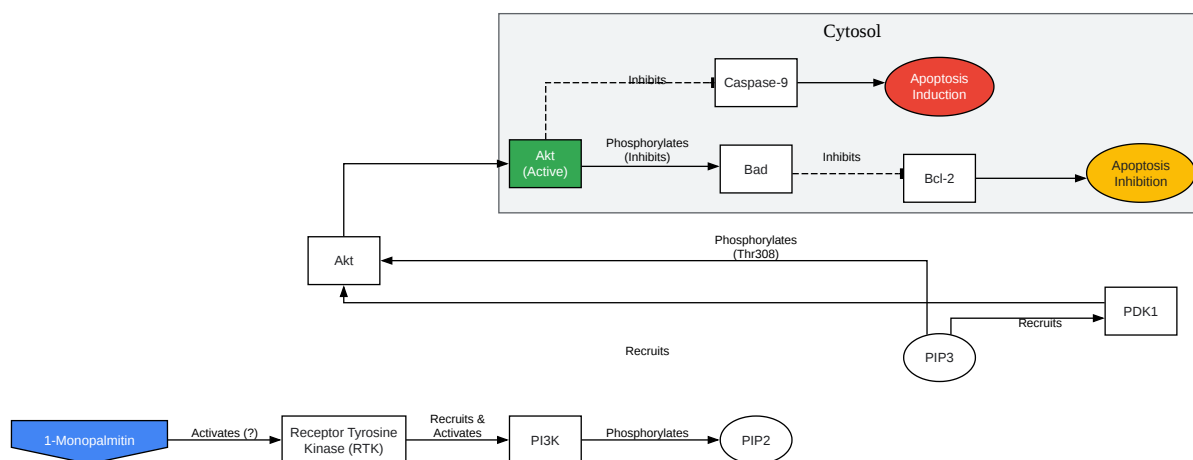 Cytosol
Inhibits
Caspase-9
Apoptosis
Induction
Akt
(Active)
Phosphorylates
(Inhibits)
Bad
Inhibits
Bcl-2
Apoptosis
Inhibition
Akt
Phosphorylates
(Thr308)
PDK1
Recruits
PIP3
Recruits
1-Monopalmitin
Activates (?)
Receptor Tyrosine
Kinase (RTK)
Recruits &
Activates
PI3K
Phosphorylates
PIP2